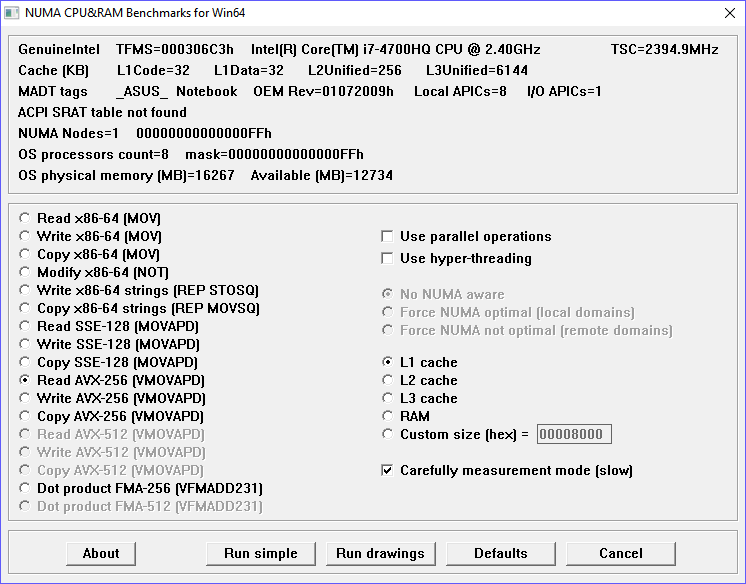 NUMA CPU&RAM Benchmarks for Win64
GenuineIntel TFMS=000306C3h Intel(R) Core(TM) i7-4700HQ CPU @ 2.40GHz TSC=2394.9MHz
Cache (KB) L1Code=32 L1Data=32 L2Unified=256 L3Unified=6144
MADT tags _ASUS_ Notebook OEM Rev=01072009h Local APICs=8 I/O APICs=1
ACPI SRAT table not found
NUMA Nodes=1 00000000000000FFh
OS processors count=8 mask=00000000000000FFh
OS physical memory (MB)=16267 Available (MB)=12734
Read x86-64 (MOV)
Write x86-64 (MOV)
Copy x86-64 (MOV)
Modify x86-64 (NOT)
Write x86-64 strings (REP STOSQ)
Copy x86-64 strings (REP MOVSQ)
Read SSE-128 (MOVAPD)
Write SSE-128 (MOVAPD)
Copy SSE-128 (MOVAPD)
Read AVX-256 (VMOVAPD)
Write AVX-256 (VMOVAPD)
Copy AVX-256 (VMOVAPD)
Read AVX-512 (VMOVAPD)
Write AVX-512 (VMOVAPD)
Copy AVX-512 (VMOVAPD)
Dot product FMA-256 (VFMADD231)
Dot product FMA-512 (VFMADD231)
Use parallel operations
Use hyper-threading
No NUMA aware
Force NUMA optimal (local domains)
Force NUMA not optimal (remote domains)
L1 cache
L2 cache
L3 cache
RAM
Custom size (hex) = 00008000
Carefully measurement mode (slow)
About Run simple Run drawings Defaults Cancel